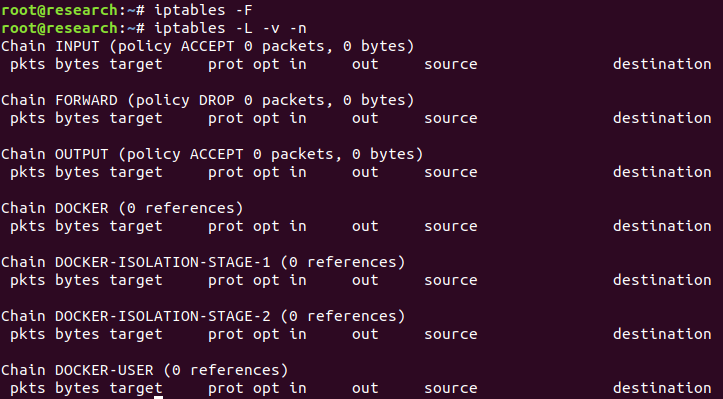 root@research:~# iptables -F
root@research:~# iptables -L -v -n
Chain INPUT (policy ACCEPT 0 packets, 0 bytes)
 pkts bytes target     prot opt in     out     source               destination

Chain FORWARD (policy DROP 0 packets, 0 bytes)
 pkts bytes target     prot opt in     out     source               destination

Chain OUTPUT (policy ACCEPT 0 packets, 0 bytes)
 pkts bytes target     prot opt in     out     source               destination

Chain DOCKER (0 references)
 pkts bytes target     prot opt in     out     source               destination

Chain DOCKER-ISOLATION-STAGE-1 (0 references)
 pkts bytes target     prot opt in     out     source               destination

Chain DOCKER-ISOLATION-STAGE-2 (0 references)
 pkts bytes target     prot opt in     out     source               destination

Chain DOCKER-USER (0 references)
 pkts bytes target     prot opt in     out     source               destination